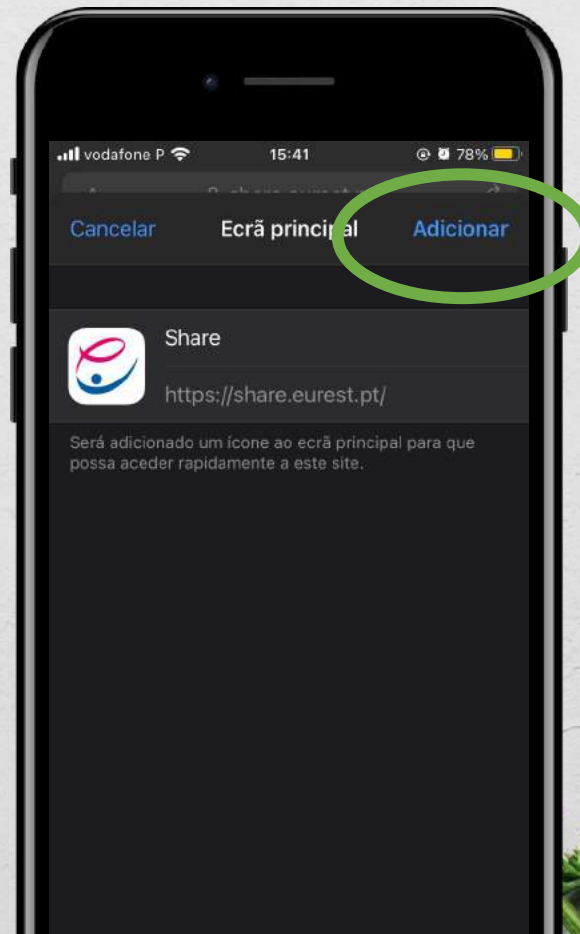 vodafone P 15:41 78%
Cancelar Ecrã principal Adicionar
Share
https://share.eurest.pt/
Será adicionado um ícone ao ecrã principal para que
possa aceder rapidamente a este site.